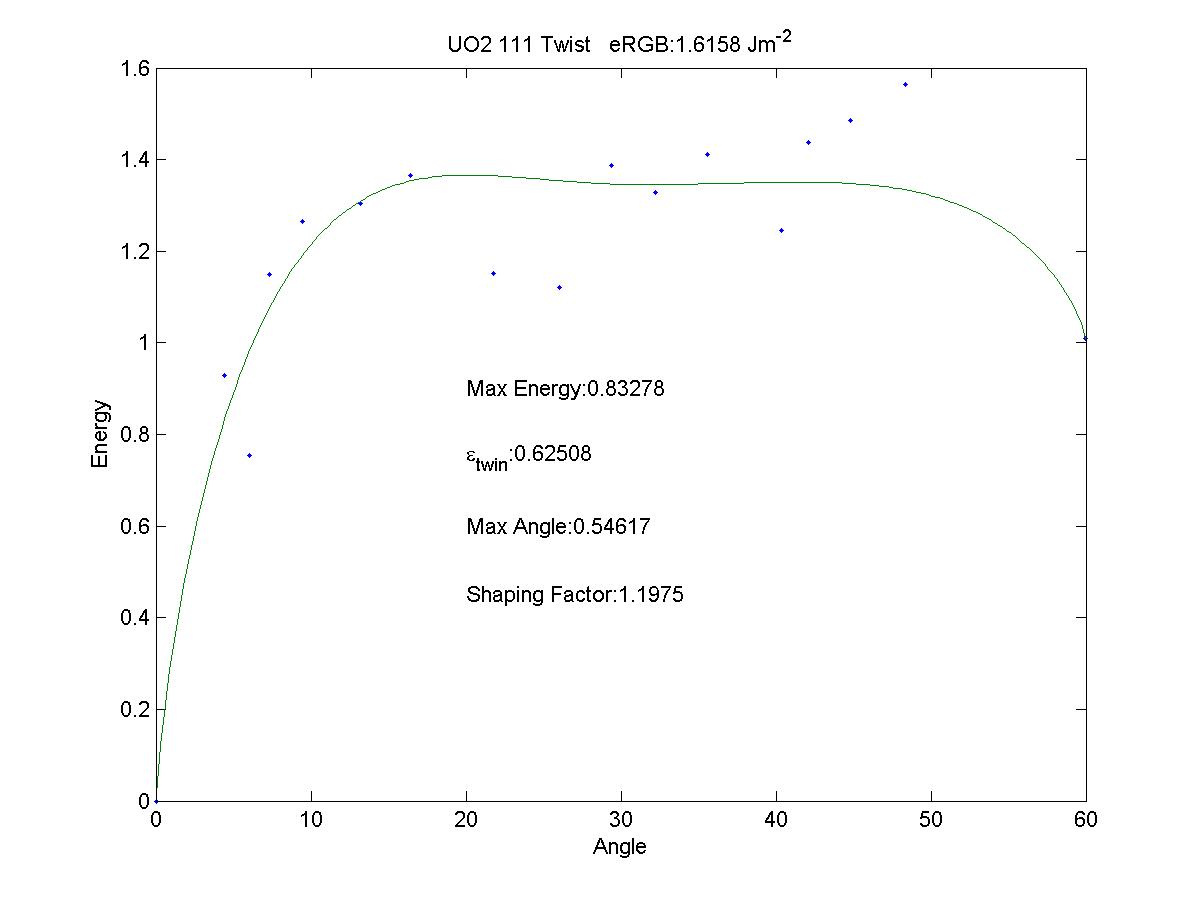 UO2 111 Twist eRGB:1.6158 Jm-2
1.6
1.4
1.2
1
0.8
0.6
0.4
0.2
0
Energy
Max Energy:0.83278
εtwin:0.62508
Max Angle:0.54617
Shaping Factor:1.1975
0 10 20 30 40 50 60
Angle